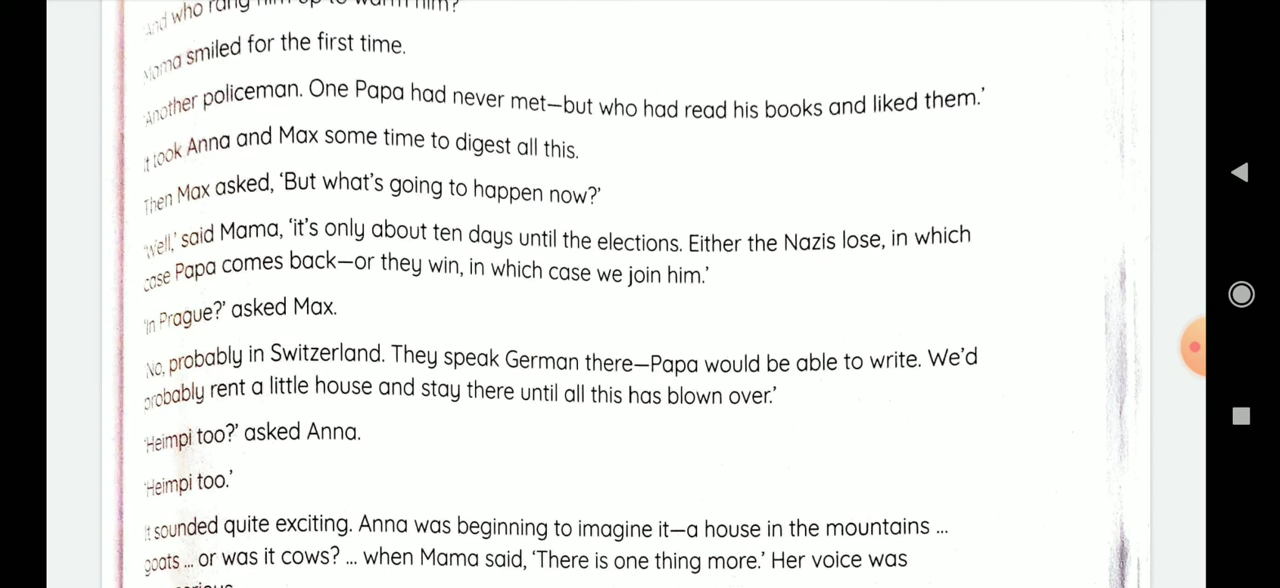 And who rang him up to warn him?
Mama smiled for the first time.
'Another policeman. One Papa had never met—but who had read his books and liked them.'
It took Anna and Max some time to digest all this.
Then Max asked, 'But what's going to happen now?'
'Well,' said Mama, 'it's only about ten days until the elections. Either the Nazis lose, in which
case Papa comes back—or they win, in which case we join him.'
'In Prague?' asked Max.
'No, probably in Switzerland. They speak German there—Papa would be able to write. We'd
probably rent a little house and stay there until all this has blown over.'
'Heimpi too?' asked Anna.
'Heimpi too.'
It sounded quite exciting. Anna was beginning to imagine it—a house in the mountains ...
goats ... or was it cows? ... when Mama said, 'There is one thing more.' Her voice was